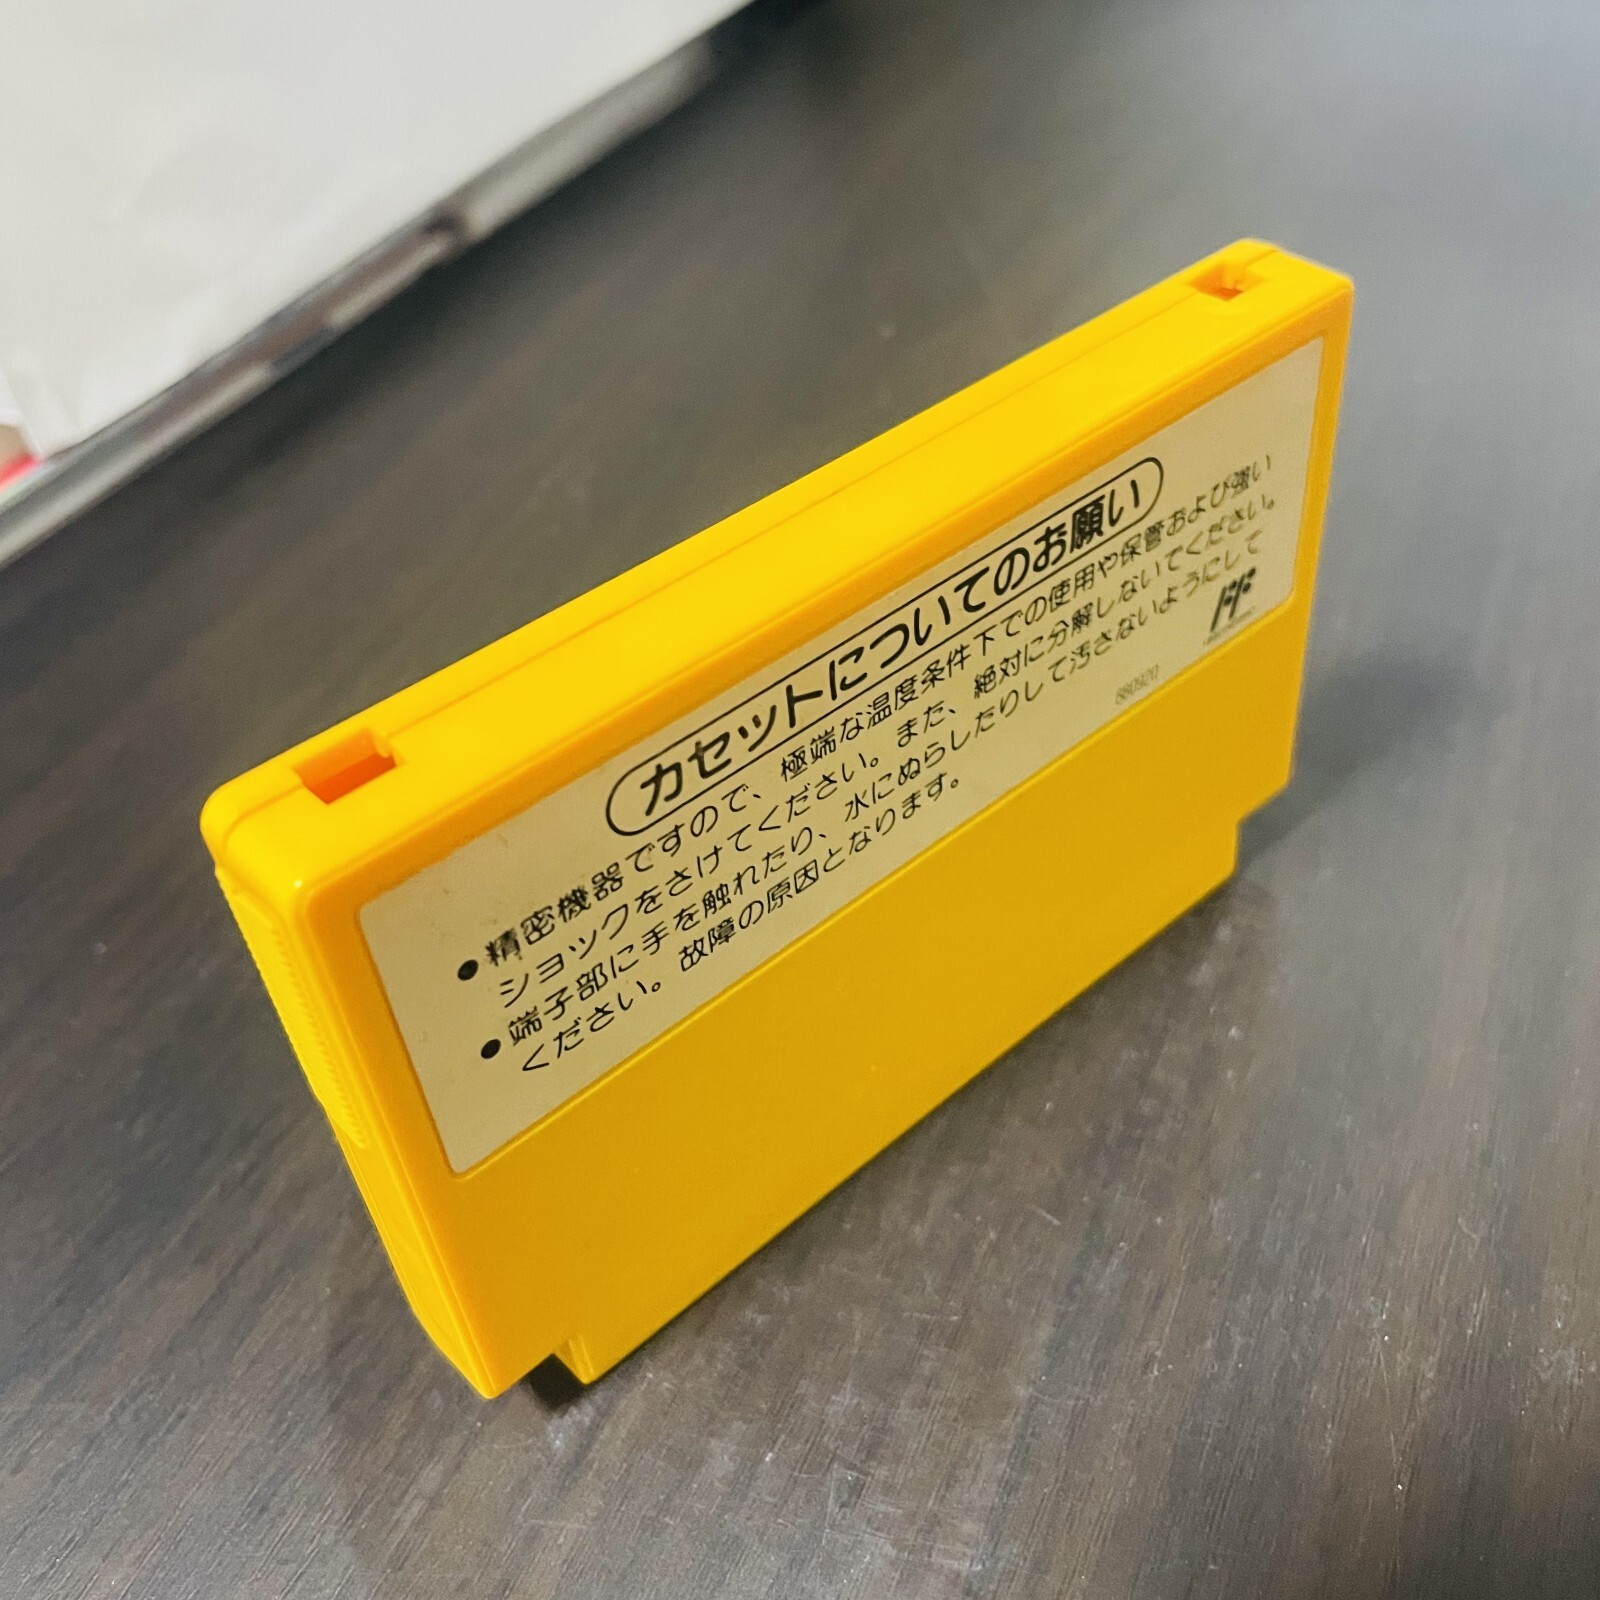 カセットについてのお願い
●精密機器ですので、極端な温度条件下での使用や保管および強い
ショックをさけてください。また、絶対に分解しないでください。
●端子部に手を触れたり、水にぬらしたりして汚さないようにして
ください。故障の原因となります。